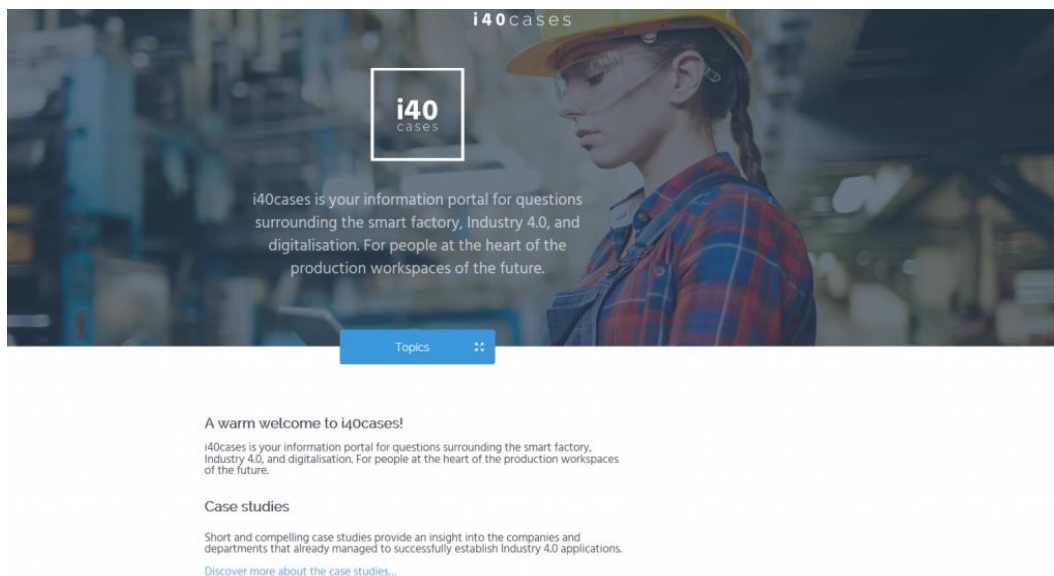 i40cases
i40
cases
i40cases is your information portal for questions
surrounding the smart factory, Industry 4.0, and
digitalisation. For people at the heart of the
production workspaces of the future.
Topics
A warm welcome to i40cases!
i40cases is your information portal for questions surrounding the smart factory,
Industry 4.0, and digitalisation. For people at the heart of the production workspaces
of the future.
Case studies
Short and compelling case studies provide an insight into the companies and
departments that already managed to successfully establish Industry 4.0 applications.
Discover more about the case studies...